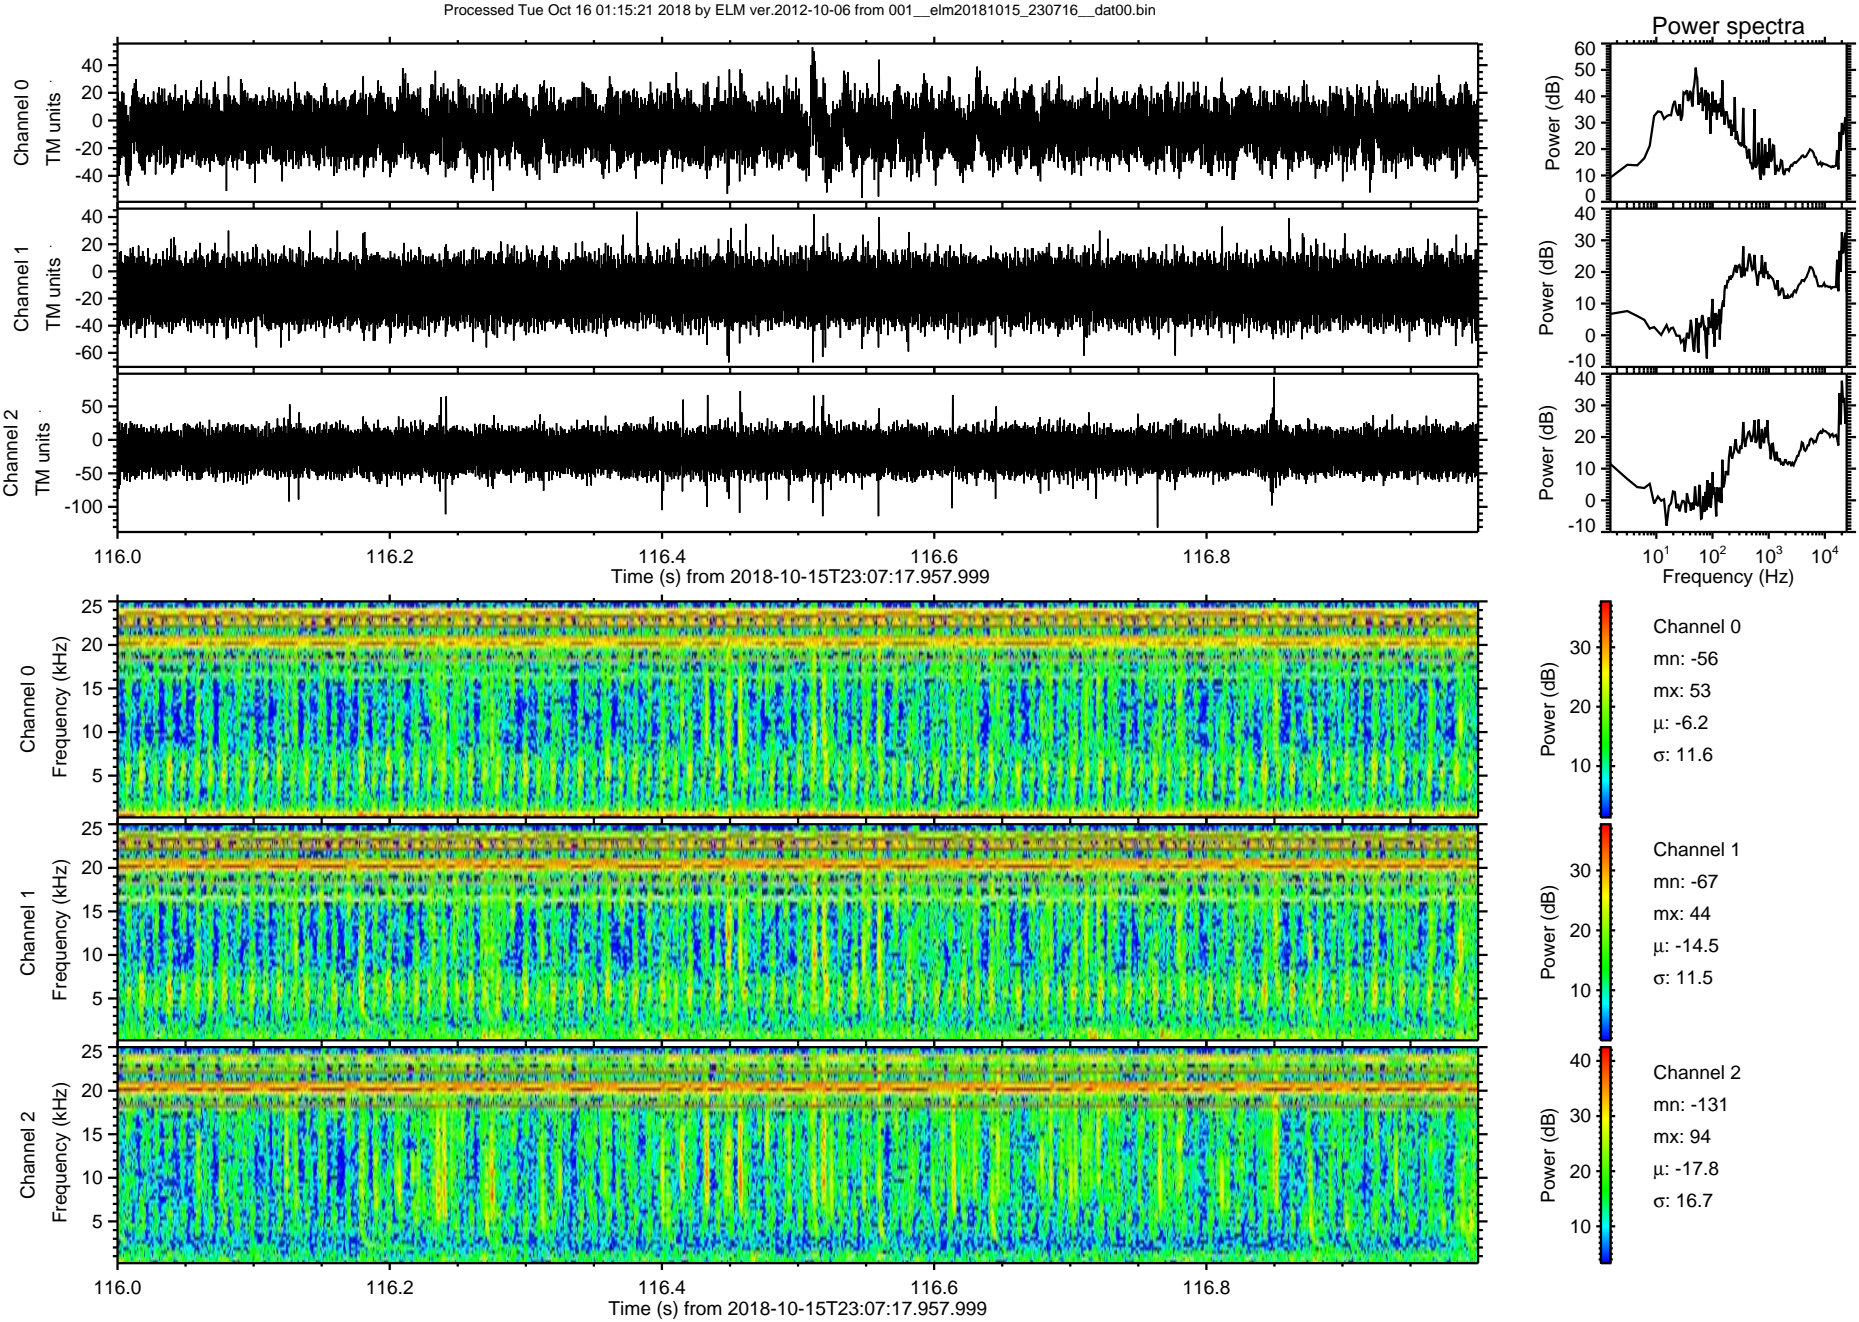 Processed Tue Oct 16 01:15:21 2018 by ELM ver.2012-10-06 from 001__elm20181015_230716__dat00.bin
Power spectra
Channel 0
TM units
40
20
0
-20
-40
Power (dB)
60
50
40
30
20
10
0
Channel 1
TM units
40
20
0
-20
-40
-60
Power (dB)
40
30
20
10
0
-10
Channel 2
TM units
50
0
-50
-100
Power (dB)
40
30
20
10
0
-10
116.0 116.2 116.4 116.6 116.8
Time (s) from 2018-10-15T23:07:17.957.999
10¹ 10² 10³ 10⁴
Frequency (Hz)
Channel 0
Frequency (kHz)
25
20
15
10
5
Power (dB)
30
20
10
Channel 0
mn: -56
mx: 53
μ: -6.2
σ: 11.6
Channel 1
Frequency (kHz)
25
20
15
10
5
Power (dB)
30
20
10
Channel 1
mn: -67
mx: 44
μ: -14.5
σ: 11.5
Channel 2
Frequency (kHz)
25
20
15
10
5
Power (dB)
40
30
20
10
Channel 2
mn: -131
mx: 94
μ: -17.8
σ: 16.7
116.0 116.2 116.4 116.6 116.8
Time (s) from 2018-10-15T23:07:17.957.999